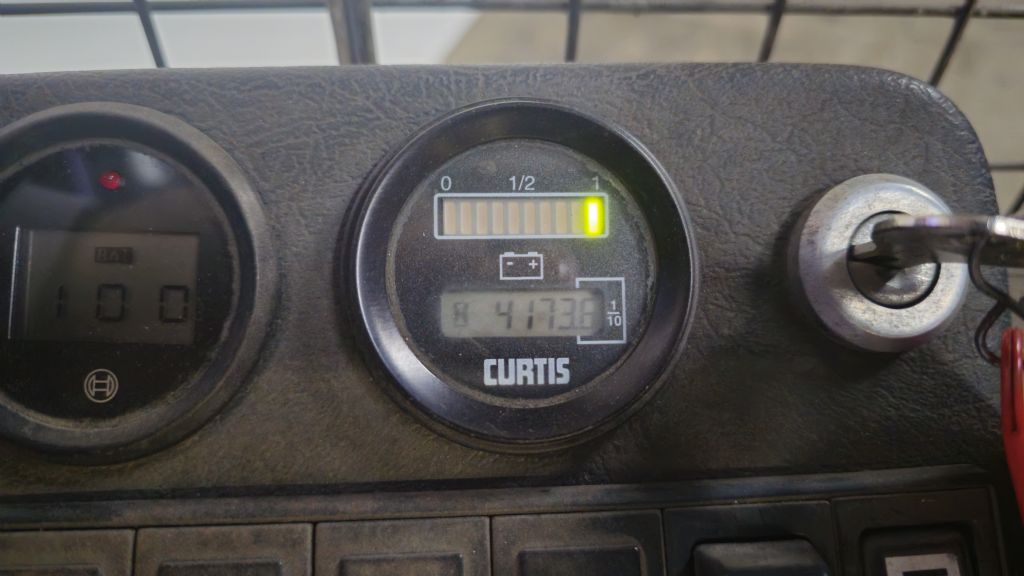 BAT
100
0 1/2 1
- +
8 4173.6
1/10
CURTIS